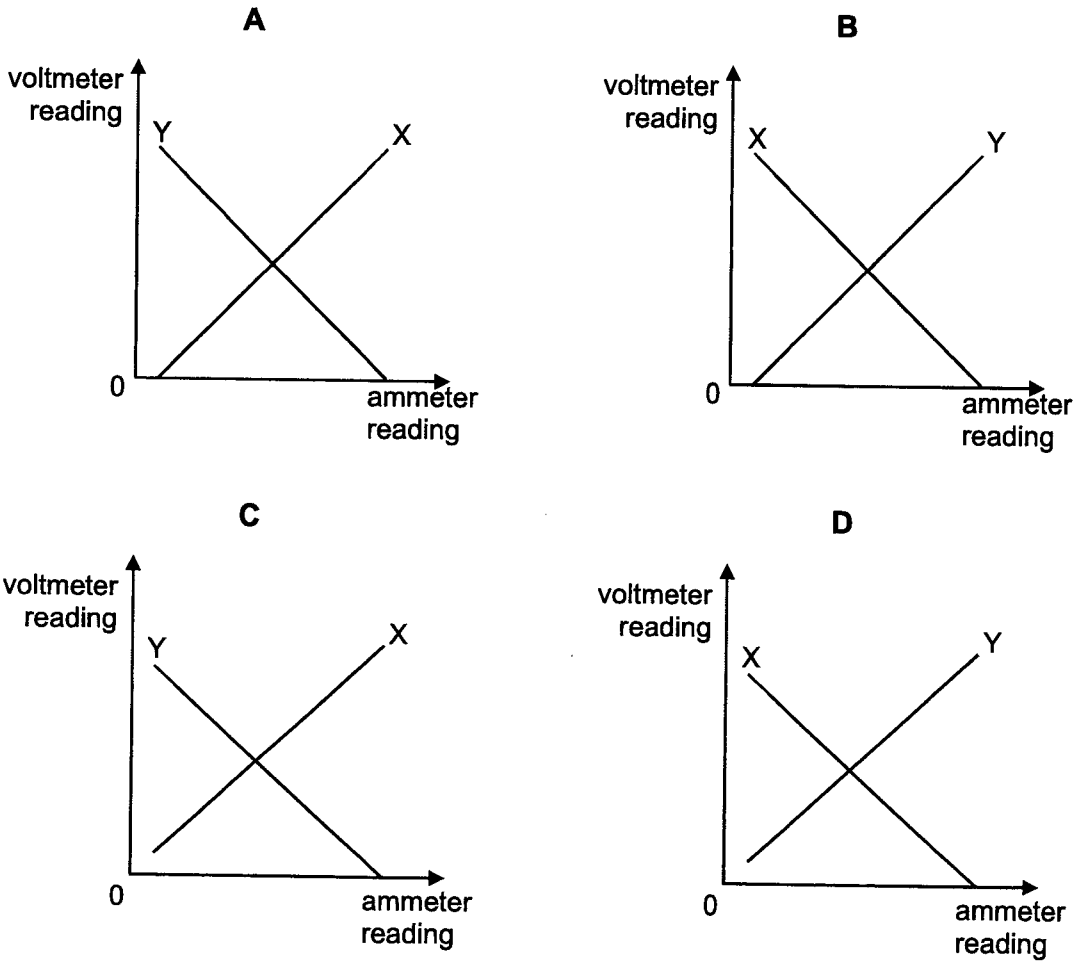 A
voltmeter
reading
Y
X
0
ammeter
reading
B
voltmeter
reading
X
Y
0
ammeter
reading
C
voltmeter
reading
Y
X
0
ammeter
reading
D
voltmeter
reading
X
Y
0
ammeter
reading